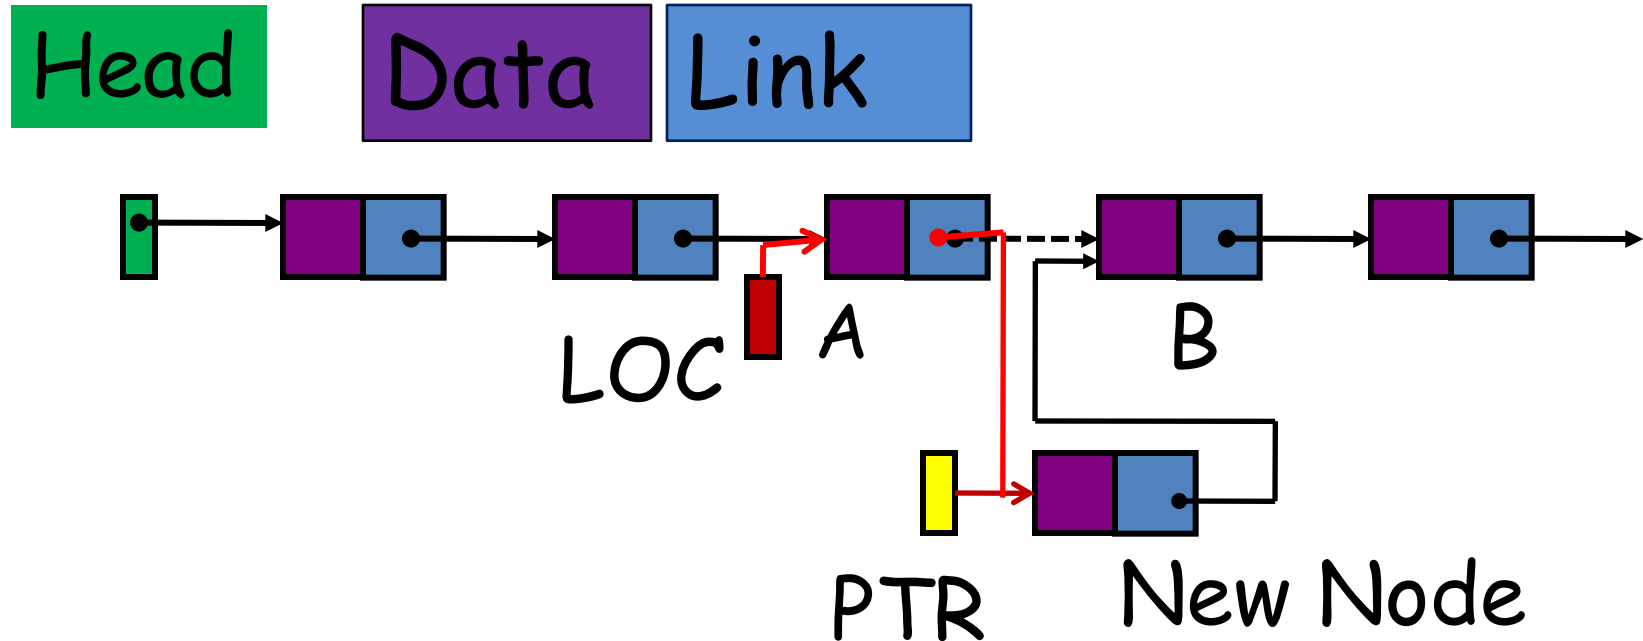 Head
Data
Link
LOC
A
B
PTR
New Node